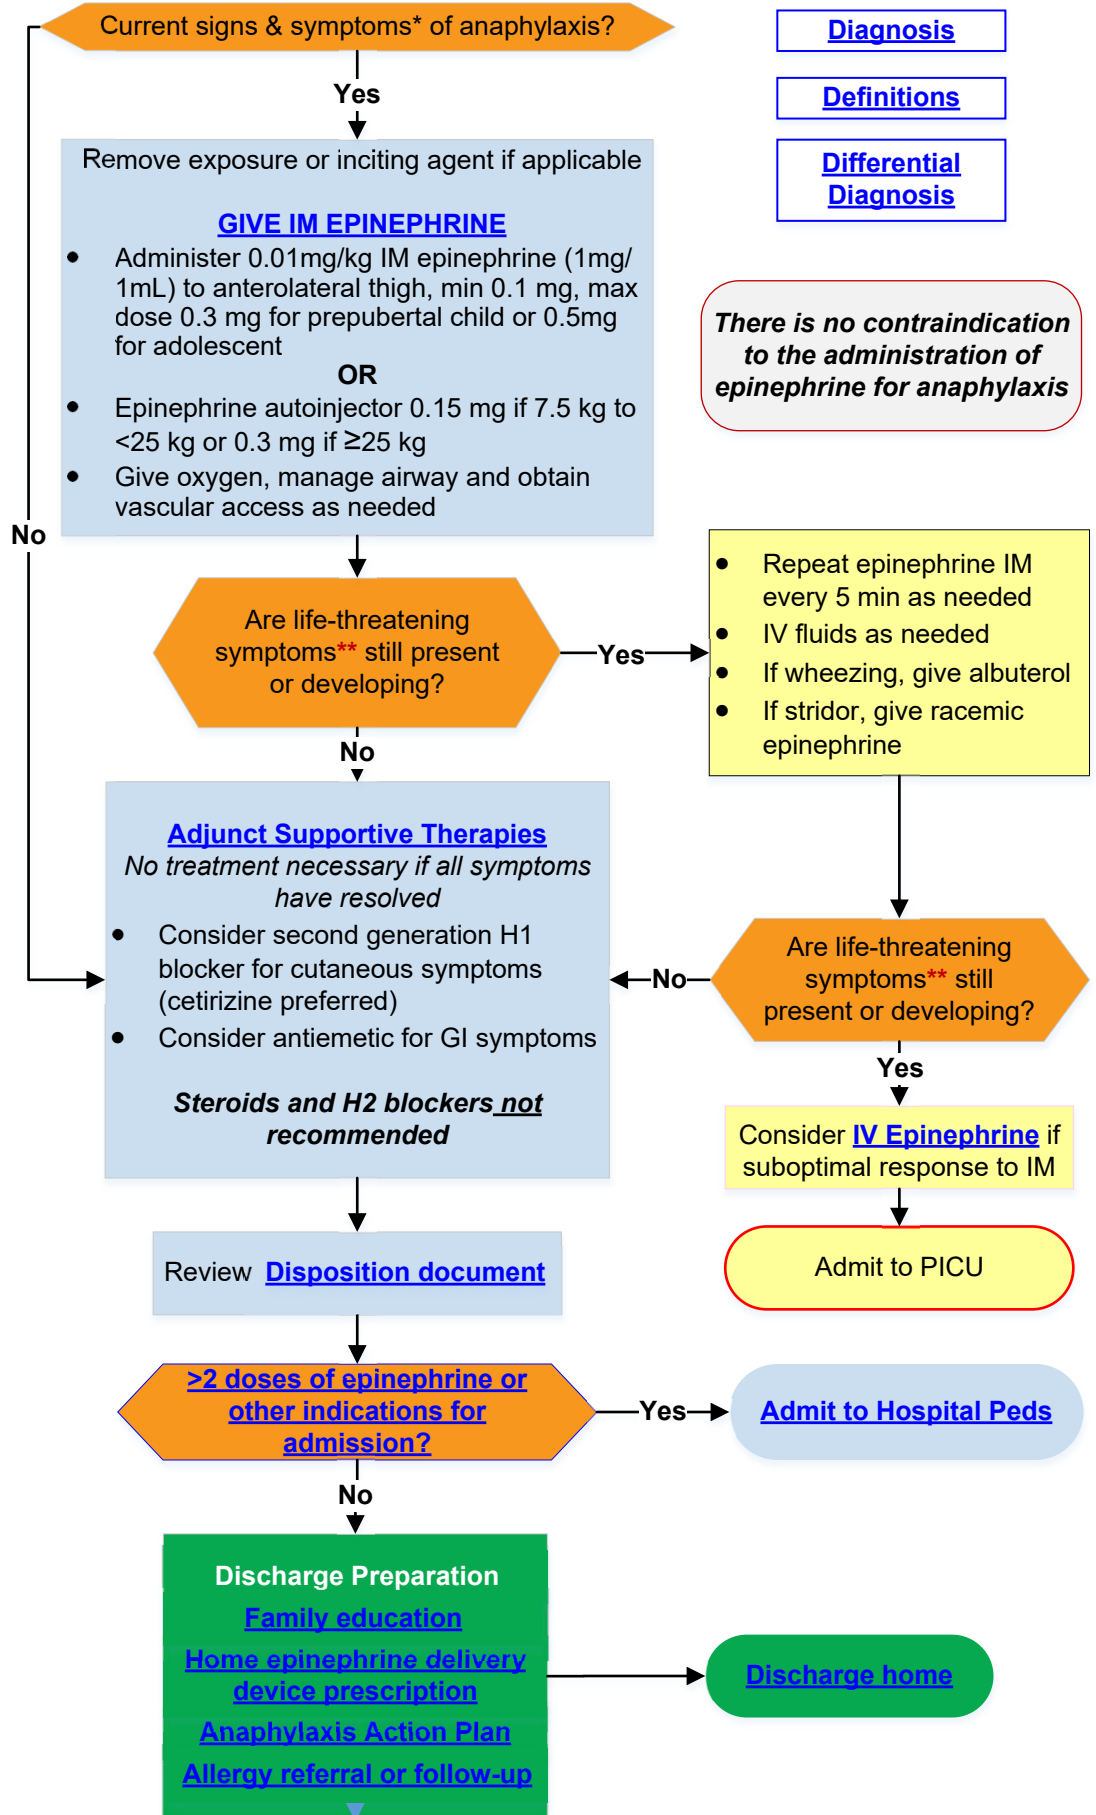 Current signs & symptoms* of anaphylaxis?
Diagnosis
Definitions
Differential
Diagnosis
Yes
Remove exposure or inciting agent if applicable
GIVE IM EPINEPHRINE
• Administer 0.01mg/kg IM epinephrine (1mg/
1mL) to anterolateral thigh, min 0.1 mg, max
dose 0.3 mg for prepubertal child or 0.5mg
for adolescent
OR
• Epinephrine autoinjector 0.15 mg if 7.5 kg to
<25 kg or 0.3 mg if ≥25 kg
• Give oxygen, manage airway and obtain
vascular access as needed
There is no contraindication
to the administration of
epinephrine for anaphylaxis
No
Are life-threatening
symptoms** still present
or developing?
Yes
• Repeat epinephrine IM
every 5 min as needed
• IV fluids as needed
• If wheezing, give albuterol
• If stridor, give racemic
epinephrine
No
Adjunct Supportive Therapies
No treatment necessary if all symptoms
have resolved
• Consider second generation H1
blocker for cutaneous symptoms
(cetirizine preferred)
• Consider antiemetic for GI symptoms
Steroids and H2 blockers not
recommended
No
Are life-threatening
symptoms** still
present or developing?
Yes
Consider IV Epinephrine if
suboptimal response to IM
Admit to PICU
Review Disposition document
>2 doses of epinephrine or
other indications for
admission?
Yes
Admit to Hospital Peds
No
Discharge Preparation
Family education
Home epinephrine delivery
device prescription
Anaphylaxis Action Plan
Allergy referral or follow-up
Discharge home